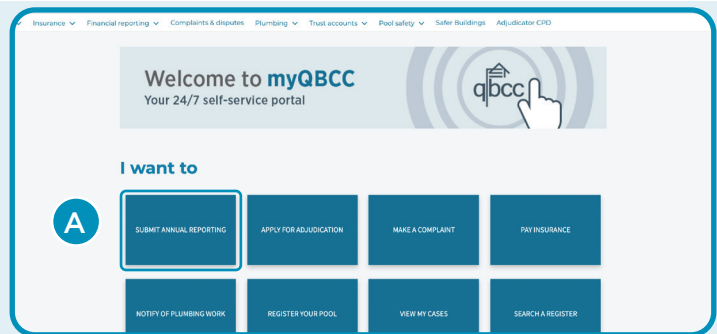 Insurance Financial reporting Complaints & disputes Plumbing Trust accounts Pool safety Safer Buildings Adjudicator CPD
Welcome to myQBCC
Your 24/7 self-service portal
qbcc
I want to
A
SUBMIT ANNUAL REPORTING APPLY FOR ADJUDICATION MAKE A COMPLAINT PAY INSURANCE
NOTIFY OF PLUMBING WORK REGISTER YOUR POOL VIEW MY CASES SEARCH A REGISTER